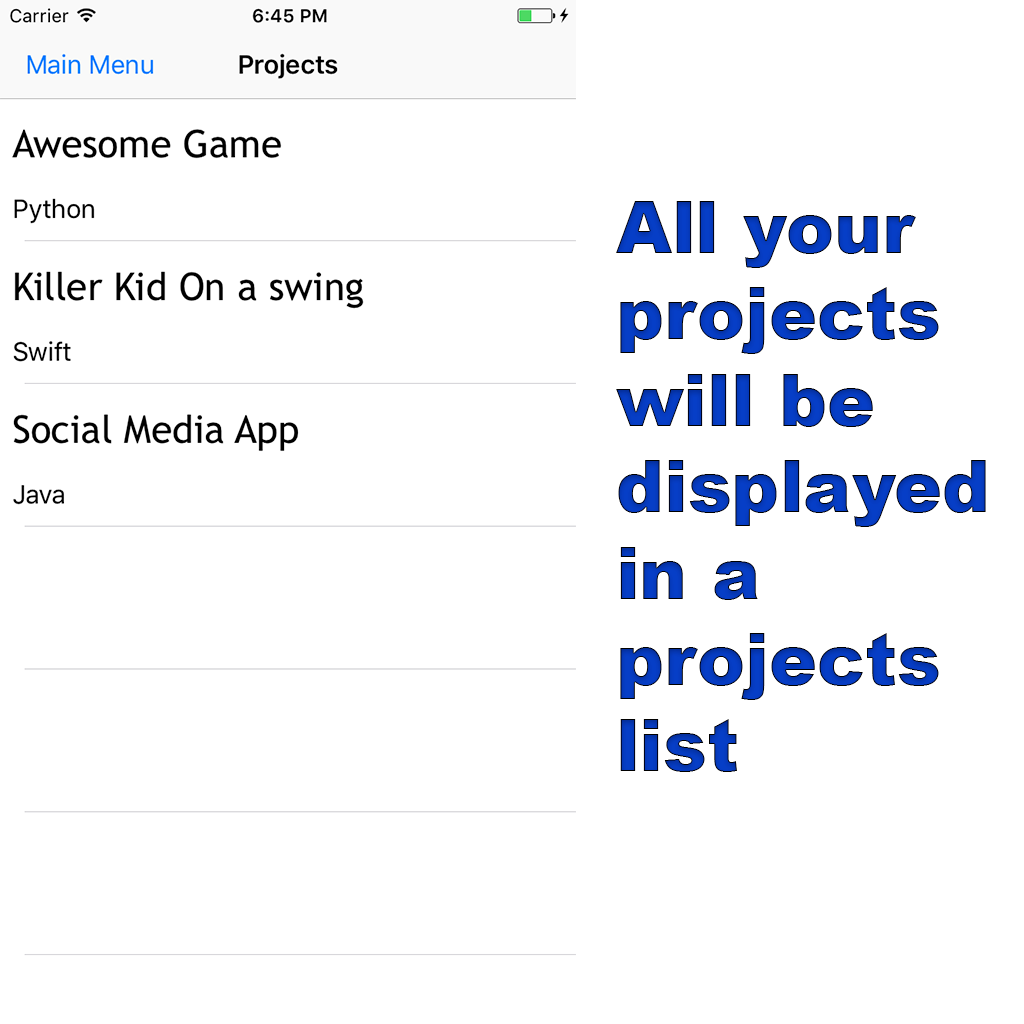 Carrier 6:45 PM
Main Menu Projects
Awesome Game
Python
Killer Kid On a swing
Swift
Social Media App
Java
All your
projects
will be
displayed
in a
projects
list